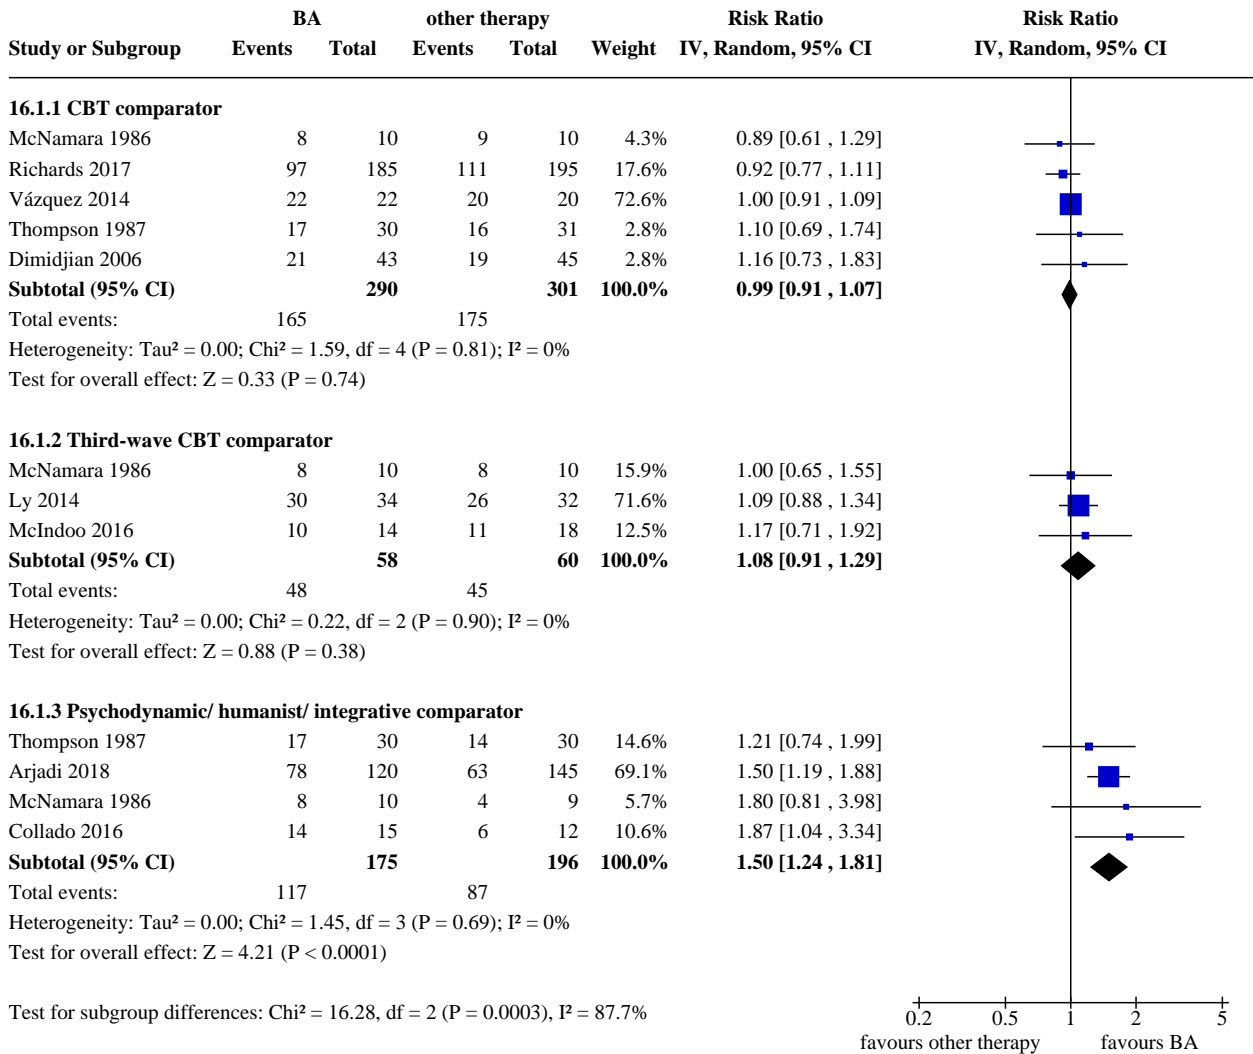 BA other therapy Risk Ratio Risk Ratio
Study or Subgroup Events Total Events Total Weight IV, Random, 95% CI IV, Random, 95% CI
16.1.1 CBT comparator
McNamara 1986 8 10 9 10 4.3% 0.89 [0.61 , 1.29]
Richards 2017 97 185 111 195 17.6% 0.92 [0.77 , 1.11]
Vázquez 2014 22 22 20 20 72.6% 1.00 [0.91 , 1.09]
Thompson 1987 17 30 16 31 2.8% 1.10 [0.69 , 1.74]
Dimidjian 2006 21 43 19 45 2.8% 1.16 [0.73 , 1.83]
Subtotal (95% CI) 290 301 100.0% 0.99 [0.91 , 1.07]
Total events: 165 175
Heterogeneity: Tau² = 0.00; Chi² = 1.59, df = 4 (P = 0.81); I² = 0%
Test for overall effect: Z = 0.33 (P = 0.74)
16.1.2 Third-wave CBT comparator
McNamara 1986 8 10 8 10 15.9% 1.00 [0.65 , 1.55]
Ly 2014 30 34 26 32 71.6% 1.09 [0.88 , 1.34]
McIndoo 2016 10 14 11 18 12.5% 1.17 [0.71 , 1.92]
Subtotal (95% CI) 58 60 100.0% 1.08 [0.91 , 1.29]
Total events: 48 45
Heterogeneity: Tau² = 0.00; Chi² = 0.22, df = 2 (P = 0.90); I² = 0%
Test for overall effect: Z = 0.88 (P = 0.38)
16.1.3 Psychodynamic/ humanist/ integrative comparator
Thompson 1987 17 30 14 30 14.6% 1.21 [0.74 , 1.99]
Arjadi 2018 78 120 63 145 69.1% 1.50 [1.19 , 1.88]
McNamara 1986 8 10 4 9 5.7% 1.80 [0.81 , 3.98]
Collado 2016 14 15 6 12 10.6% 1.87 [1.04 , 3.34]
Subtotal (95% CI) 175 196 100.0% 1.50 [1.24 , 1.81]
Total events: 117 87
Heterogeneity: Tau² = 0.00; Chi² = 1.45, df = 3 (P = 0.69); I² = 0%
Test for overall effect: Z = 4.21 (P < 0.0001)
Test for subgroup differences: Chi² = 16.28, df = 2 (P = 0.0003), I² = 87.7%
0.2 0.5 1 2 5
favours other therapy favours BA